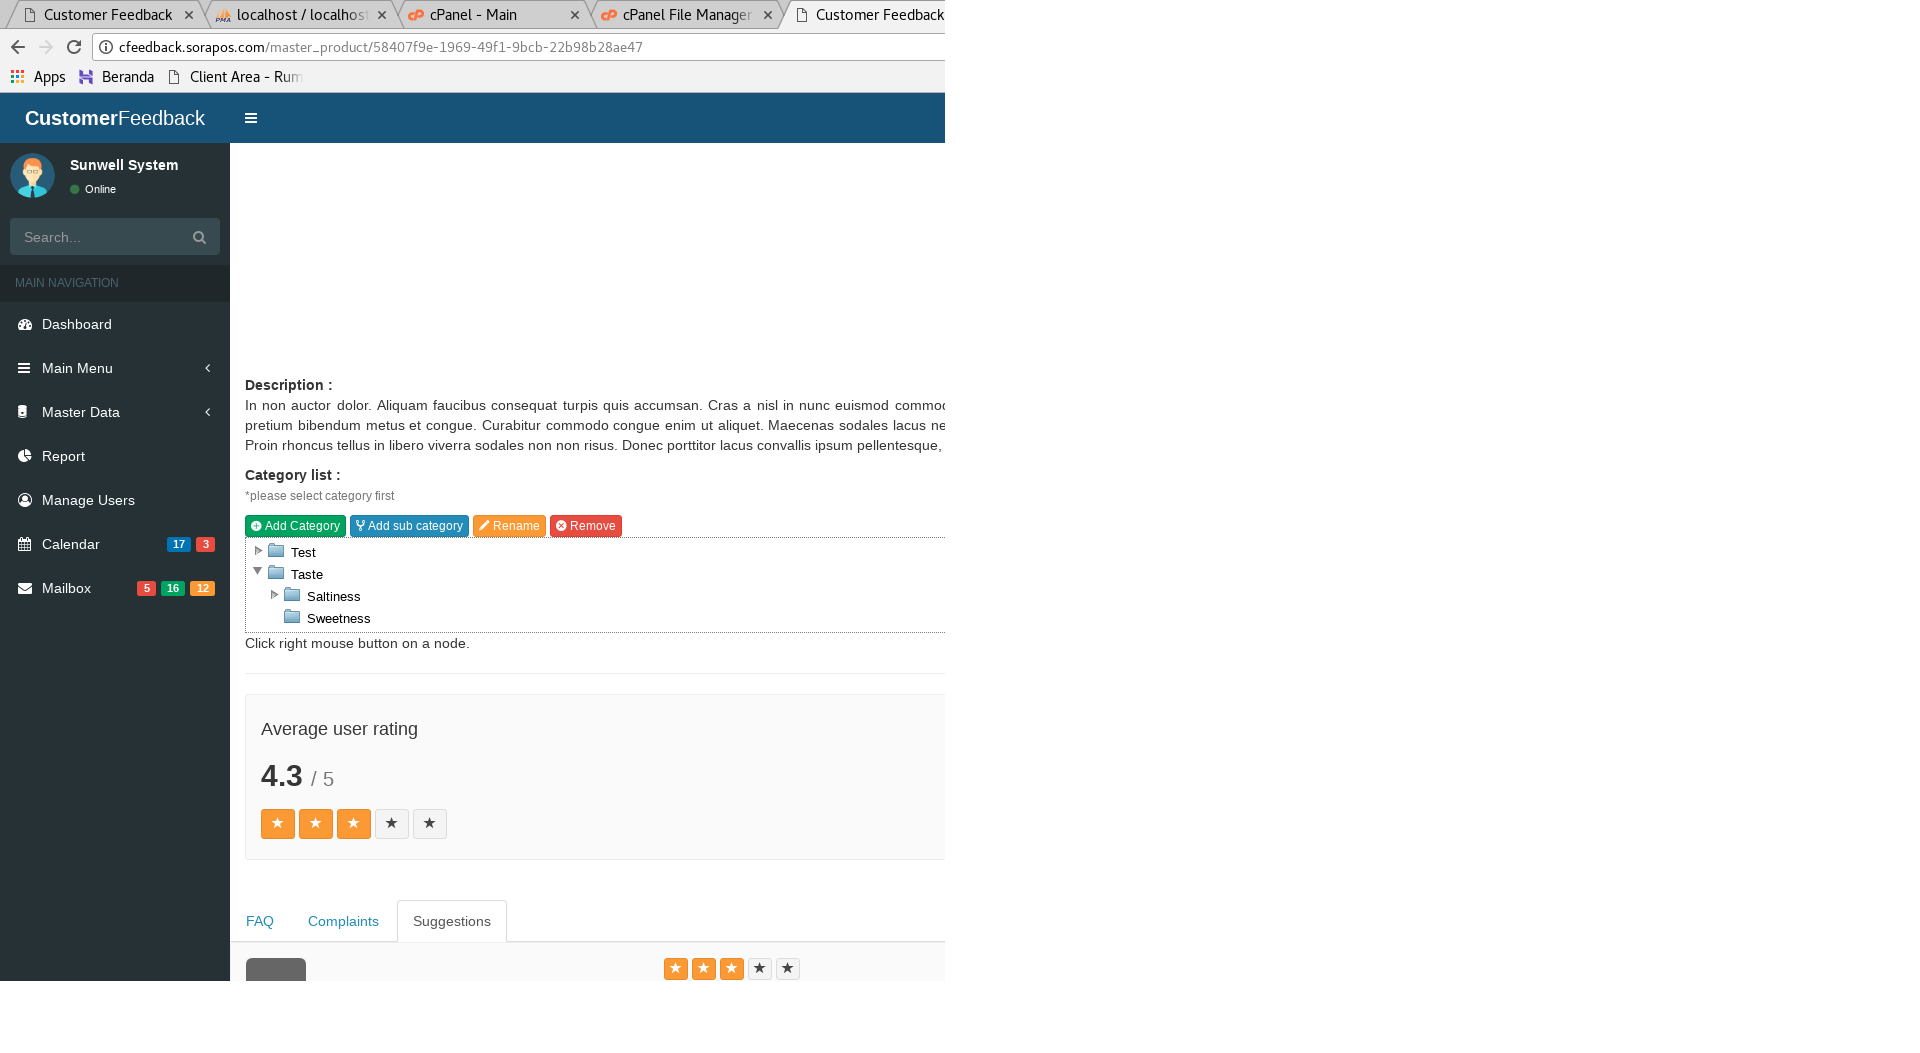 Customer Feedback
localhost / localhost
cPanel - Main
cPanel File Manager
Customer Feedback
cfeedback.sorapos.com/master_product/58407f9e-1969-49f1-9bcb-22b98b28ae47
Apps
Beranda
Client Area - Rum
CustomerFeedback
Sunwell System
Online
Search...
MAIN NAVIGATION
Dashboard
Main Menu
Master Data
Report
Manage Users
Calendar 17 3
Mailbox 5 16 12
Description :
In non auctor dolor. Aliquam faucibus consequat turpis quis accumsan. Cras a nisl in nunc euismod commod
pretium bibendum metus et congue. Curabitur commodo congue enim ut aliquet. Maecenas sodales lacus ne
Proin rhoncus tellus in libero viverra sodales non non risus. Donec porttitor lacus convallis ipsum pellentesque,
Category list :
*please select category first
Add Category Add sub category Rename Remove
Test
Taste
Saltiness
Sweetness
Click right mouse button on a node.
Average user rating
4.3 / 5
FAQ Complaints Suggestions